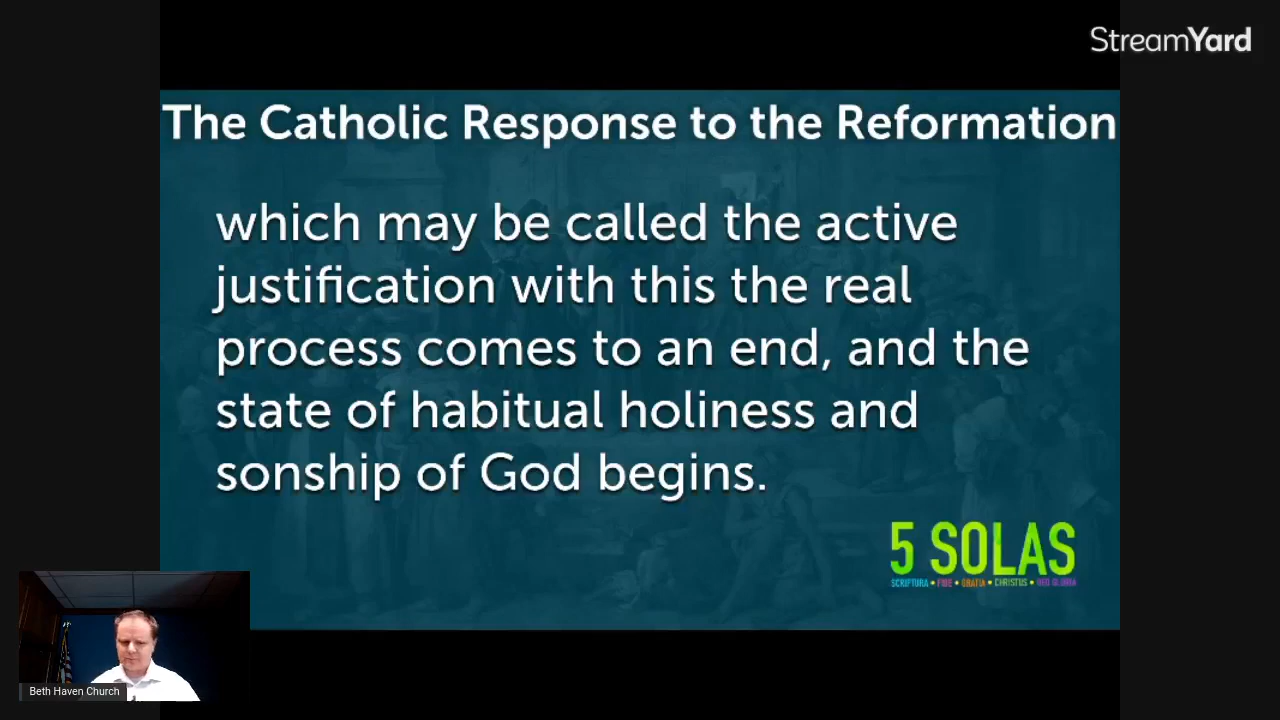 StreamYard
The Catholic Response to the Reformation
which may be called the active
justification with this the real
process comes to an end, and the
state of habitual holiness and
sonship of God begins.
5 SOLAS
SCRIPTURA • FIDE • GRATIA • CHRISTUS • DEO GLORIA
Beth Haven Church